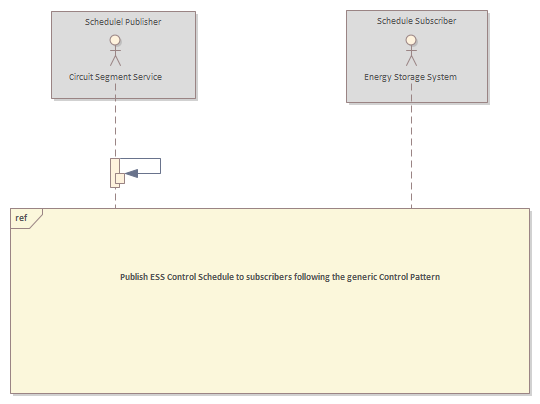 Schedulel Publisher
Schedule Subscriber
Circuit Segment Service
Energy Storage System
ref
Publish ESS Control Schedule to subscribers following the generic Control Pattern